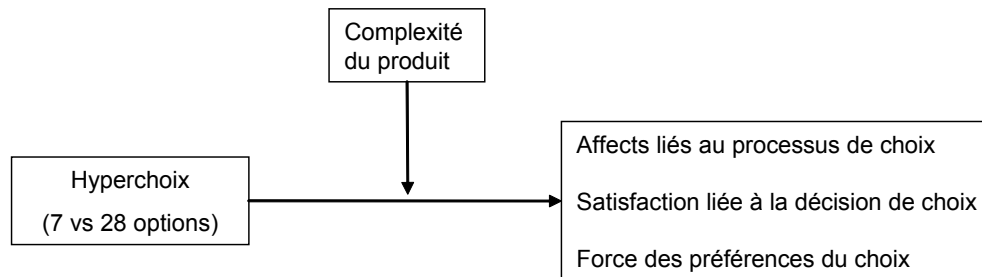 Complexité
du produit
Hyperchoix
(7 vs 28 options)
Affects liés au processus de choix
Satisfaction liée à la décision de choix
Force des préférences du choix